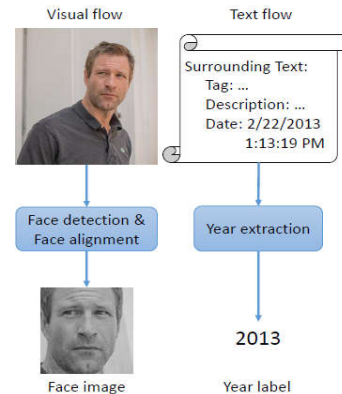 Visual flow
Text flow
Surrounding Text:
Tag: ...
Description: ...
Date: 2/22/2013
1:13:19 PM
Face detection &
Face alignment
Year extraction
2013
Face image
Year label